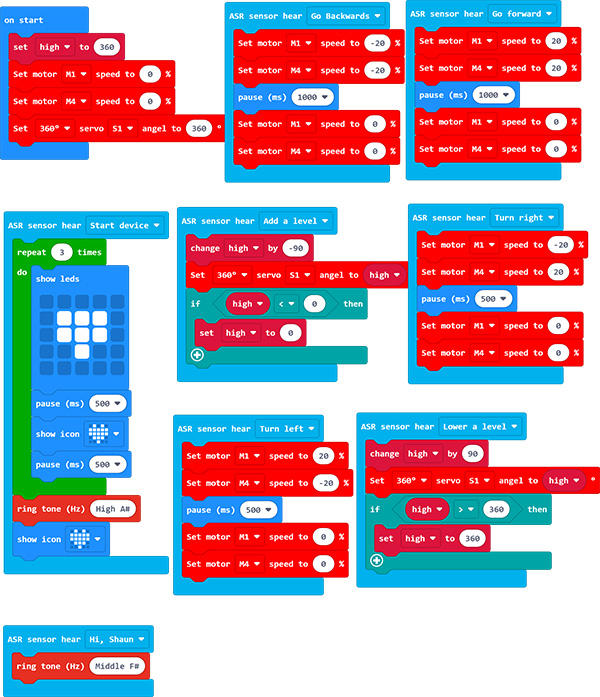 on start
set high to 360
Set motor M1 speed to 0 %
Set motor M4 speed to 0 %
Set 360° servo S1 angel to 360 °
ASR sensor hear Go Backwards
Set motor M1 speed to -20 %
Set motor M4 speed to -20 %
pause (ms) 1000
Set motor M1 speed to 0 %
Set motor M4 speed to 0 %
ASR sensor hear Go forward
Set motor M1 speed to 20 %
Set motor M4 speed to 20 %
pause (ms) 1000
Set motor M1 speed to 0 %
Set motor M4 speed to 0 %
ASR sensor hear Start device
repeat 3 times
do
show leds
pause (ms) 500
show icon
pause (ms) 500
ring tone (Hz) High A#
show icon
ASR sensor hear Add a level
change high by -90
Set 360° servo S1 angel to high
if high < 0 then
set high to 0
ASR sensor hear Turn right
Set motor M1 speed to -20 %
Set motor M4 speed to 20 %
pause (ms) 500
Set motor M1 speed to 0 %
Set motor M4 speed to 0 %
ASR sensor hear Turn left
Set motor M1 speed to 20 %
Set motor M4 speed to -20 %
pause (ms) 500
Set motor M1 speed to 0 %
Set motor M4 speed to 0 %
ASR sensor hear Lower a level
change high by 90
Set 360° servo S1 angel to high °
if high > 360 then
set high to 360
ASR sensor hear Hi, Shaun
ring tone (Hz) Middle F#